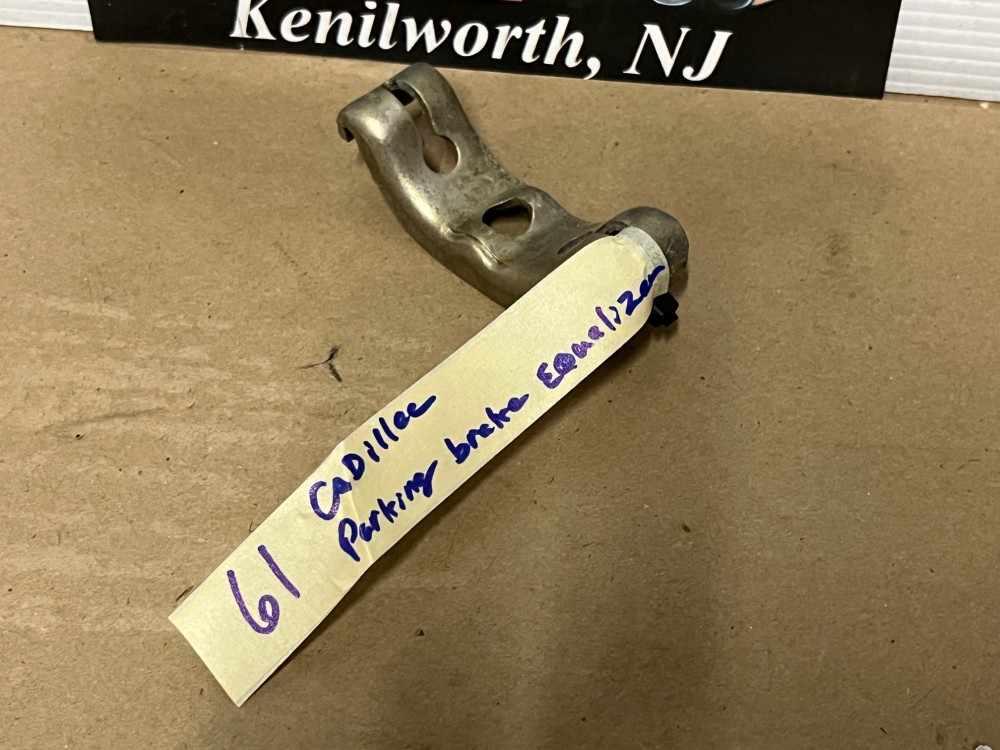 Kenilworth, NJ
61 CaDillac
Parking brake Equalizer